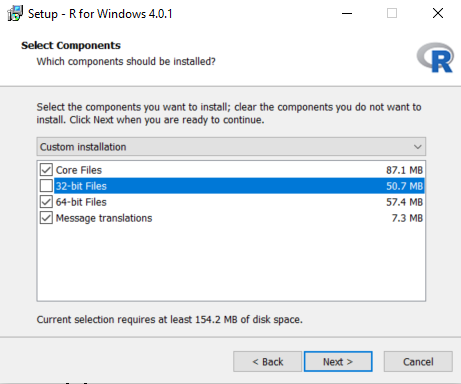 Setup - R for Windows 4.0.1
Select Components
Which components should be installed?
R
Select the components you want to install; clear the components you do not want to
install. Click Next when you are ready to continue.
Custom installation
Core Files 87.1 MB
32-bit Files 50.7 MB
64-bit Files 57.4 MB
Message translations 7.3 MB
Current selection requires at least 154.2 MB of disk space.
< Back Next > Cancel